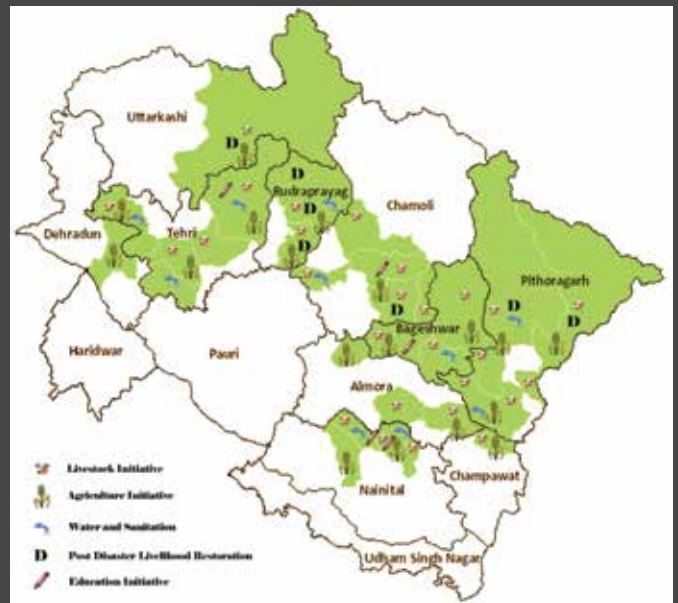 Uttarkashi
D
D
Rudraprayag
Chamoli
D
Dehradun
Tehri
D
Pithoragarh
D
D
D
Bageshwar
Haridwar
Pauri
Almora
Livestock Initiative
Champawat
Agriculture Initiative
Nainital
Water and Sanitation
D Post Disaster Livelihood Restoration
Udham Singh Nagar
Education Initiative